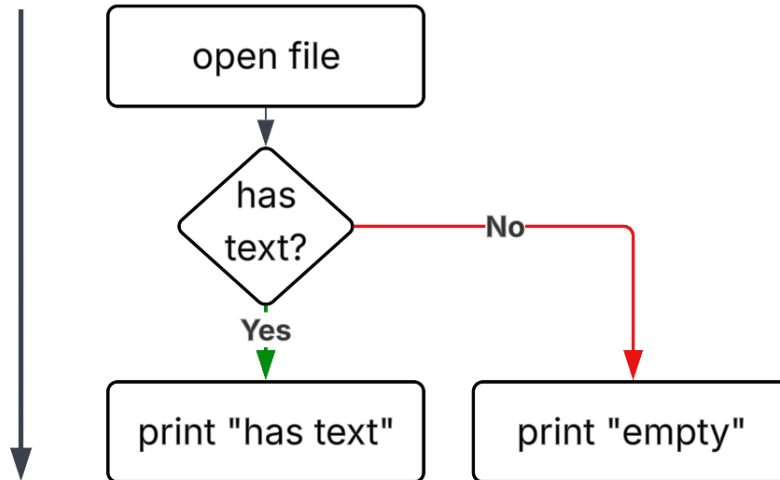 open file
has
text?
No
Yes
print "has text"
print "empty"